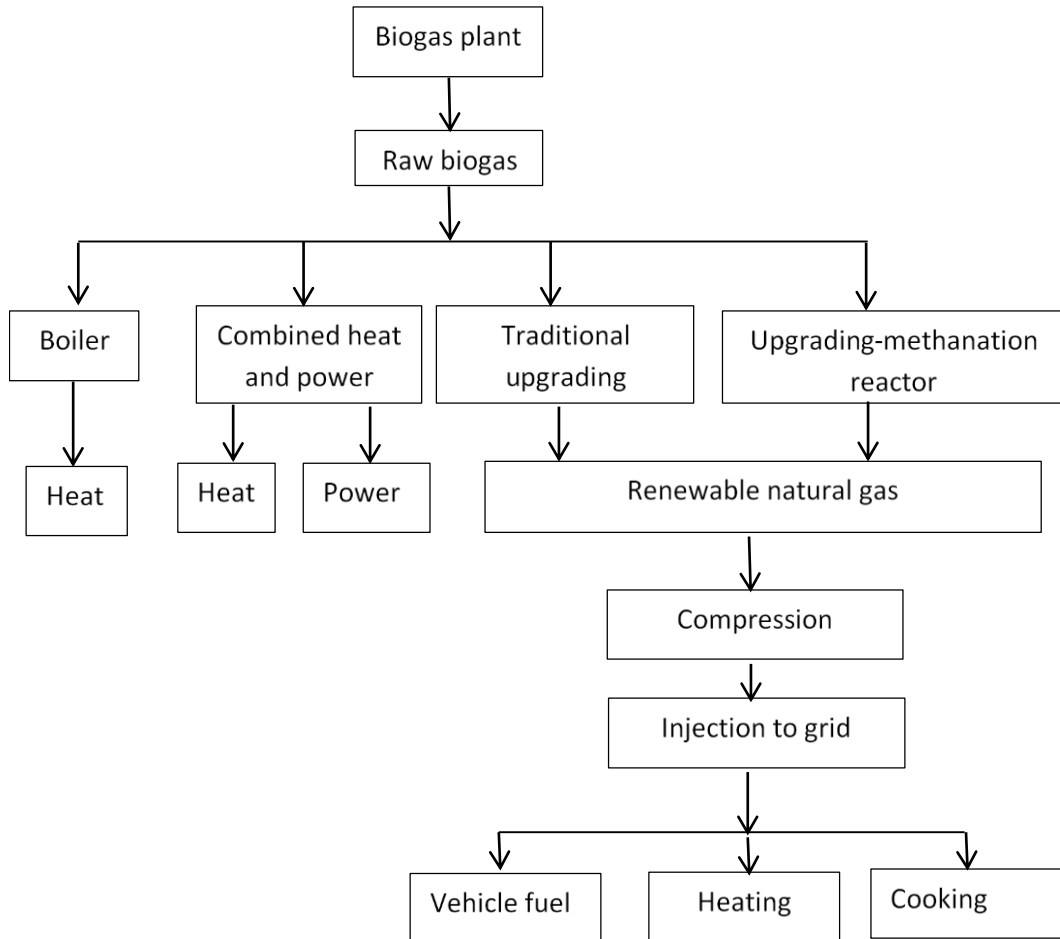 Biogas plant
Raw biogas
Boiler
Combined heat
and power
Traditional
upgrading
Upgrading-methanation
reactor
Heat
Heat
Power
Renewable natural gas
Compression
Injection to grid
Vehicle fuel
Heating
Cooking